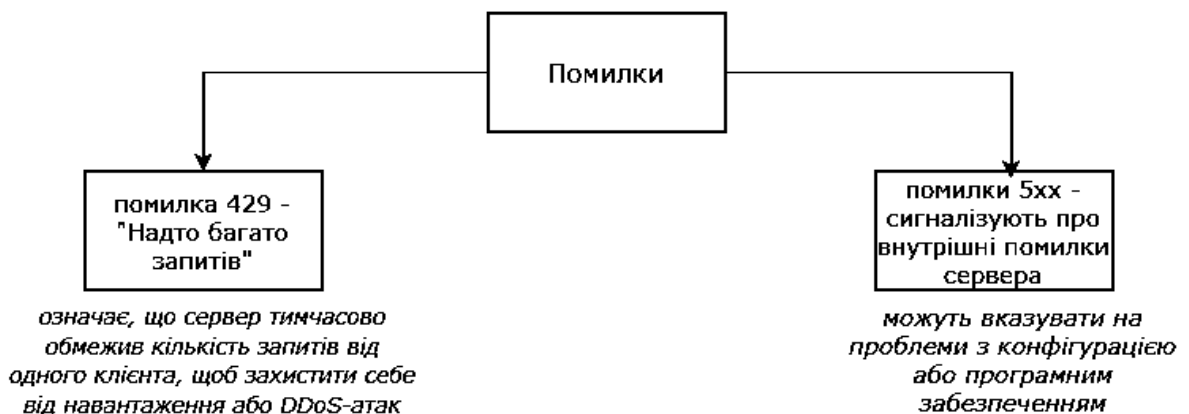 Помилки
помилка 429 -
"Надто багато
запитів"
означає, що сервер тимчасово
обмежив кількість запитів від
одного клієнта, щоб захистити себе
від навантаження або DDoS-атак
помилки 5xx -
сигналізують про
внутрішні помилки
сервера
можуть вказувати на
проблеми з конфігурацією
або програмним
забезпеченням